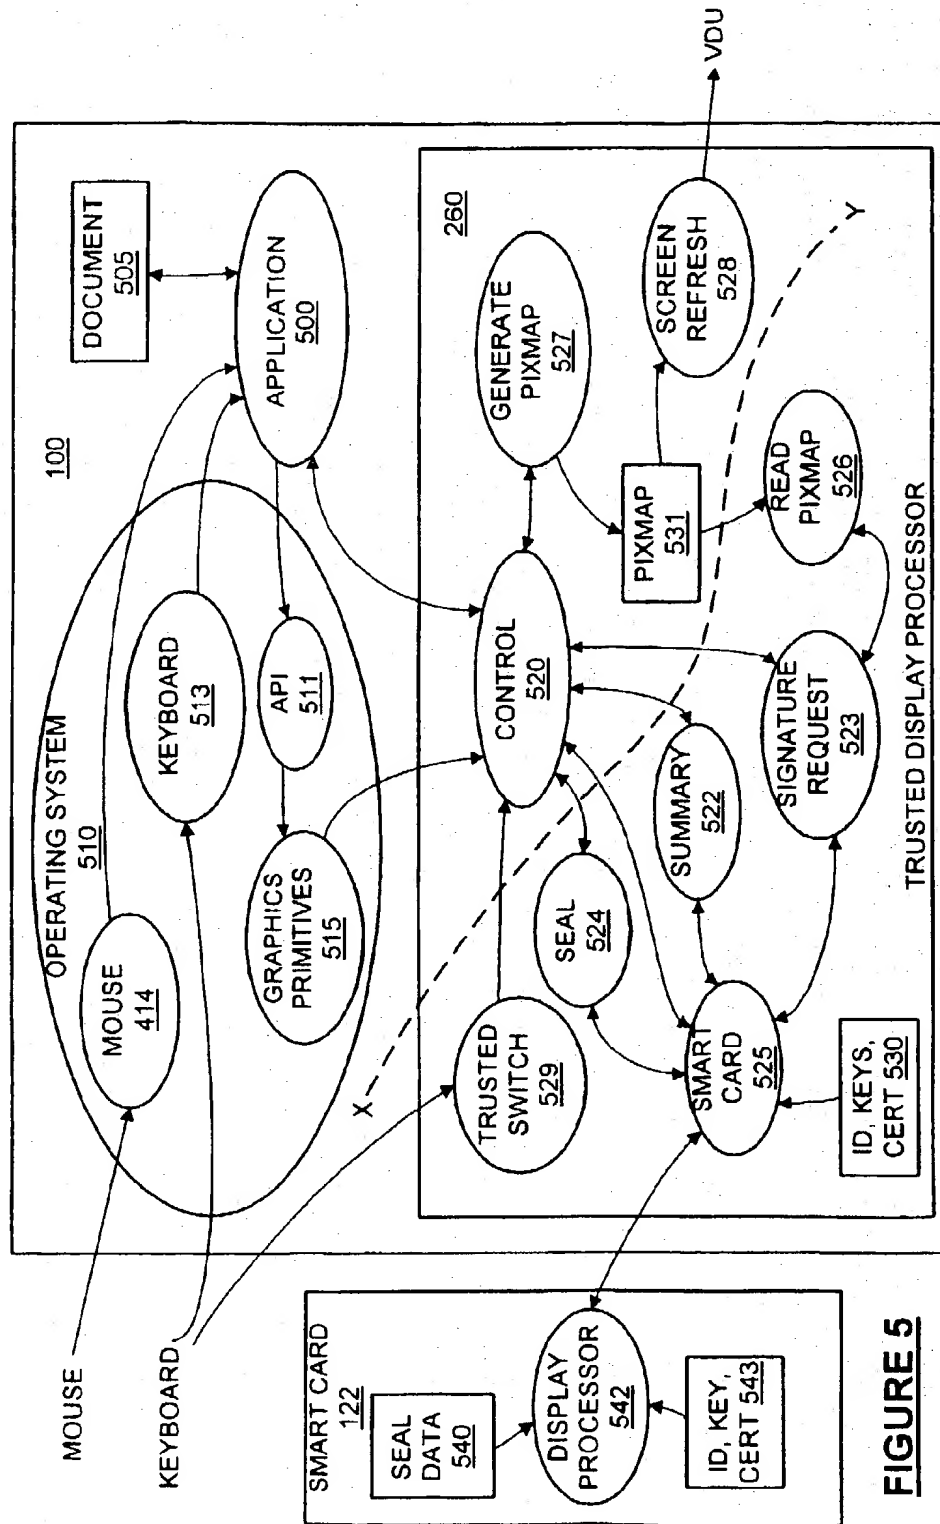 MOUSE
KEYBOARD
SMART CARD
122
SEAL
DATA
540
DISPLAY
PROCESSOR
542
ID, KEY,
CERT 543
100
OPERATING SYSTEM
510
MOUSE
414
KEYBOARD
513
GRAPHICS
PRIMITIVES
515
API
511
APPLICATION
500
DOCUMENT
505
260
X
TRUSTED
SWITCH
529
SEAL
524
CONTROL
520
GENERATE
PIXMAP
527
PIXMAP
531
SCREEN
REFRESH
528
VDU
Y
READ
PIXMAP
526
SUMMARY
522
SIGNATURE
REQUEST
523
SMART
CARD
525
ID, KEYS,
CERT 530
TRUSTED DISPLAY PROCESSOR
FIGURE 5